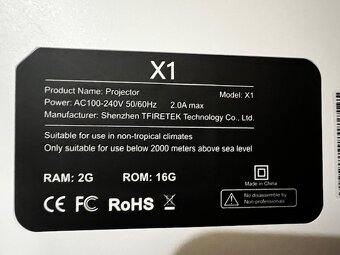 X1
Product Name: Projector Model: X1
Power: AC100-240V 50/60Hz 2.0A max
Manufacturer: Shenzhen TFIRETEK Technology Co., Ltd.
Suitable for use in non-tropical climates
Only suitable for use below 2000 meters above sea level
RAM: 2G ROM: 16G
Made in China
CE FC RoHS
No disassembly by
non-professionals